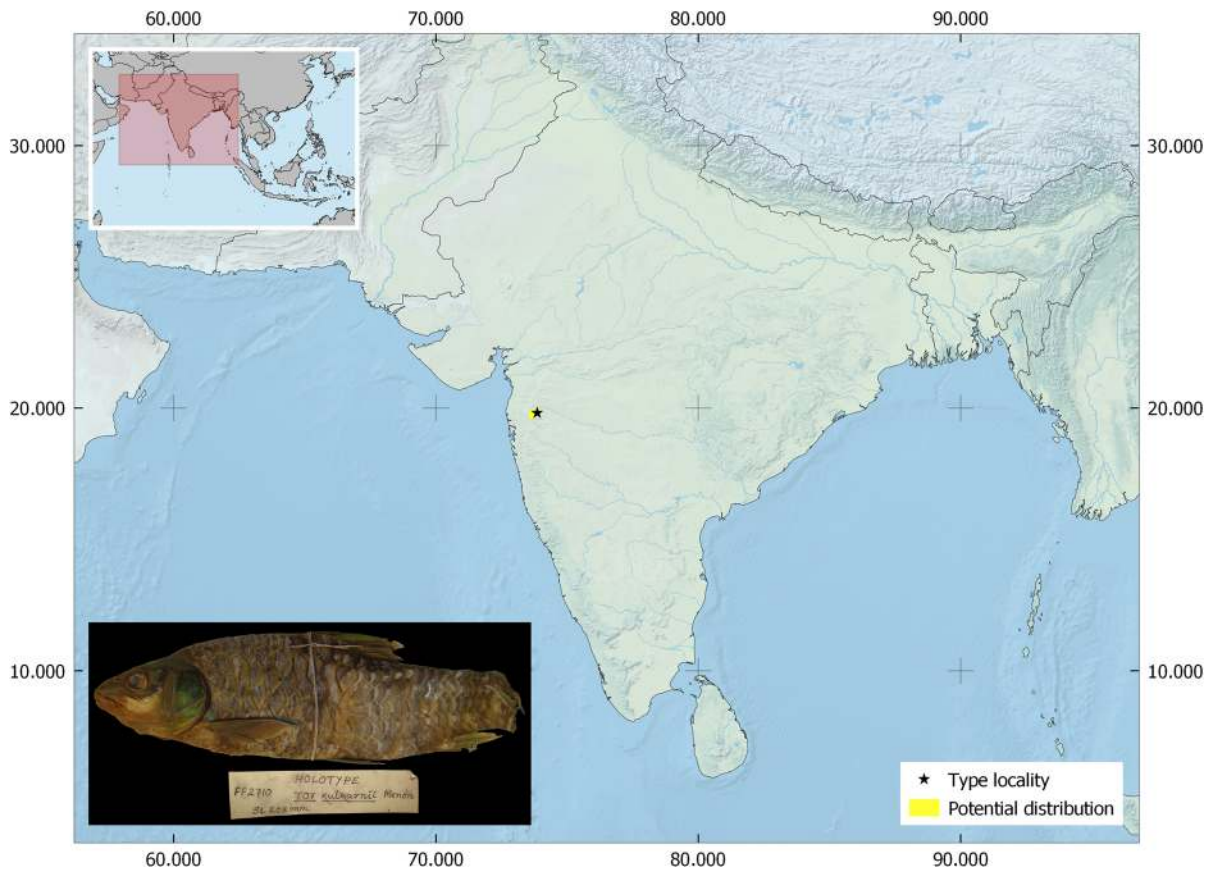 60.000 70.000 80.000 90.000
30.000 30.000
20.000 20.000
10.000 10.000
HOLOTYPE
FF2710 Tor kulkarnii Menon
SL 202 mm
★ Type locality
Potential distribution
60.000 70.000 80.000 90.000